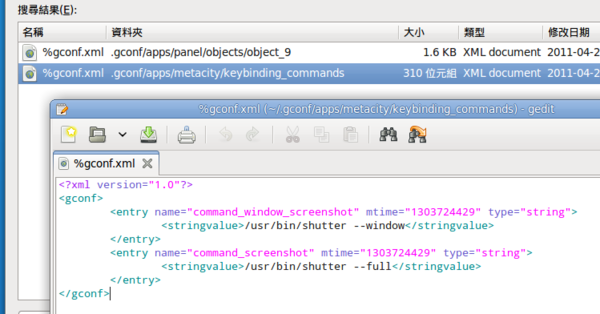 搜尋結果(E):
名稱 資料夾 大小 類型 修改日期
%gconf.xml .gconf/apps/panel/objects/object_9 1.6 KB XML document 2011-04-2
%gconf.xml .gconf/apps/metacity/keybinding_commands 310 位元組 XML document 2011-04-2
%gconf.xml (~/.gconf/apps/metacity/keybinding_commands) - gedit
%gconf.xml
<?xml version="1.0"?>
<gconf>
<entry name="command_window_screenshot" mtime="1303724429" type="string">
<stringvalue>/usr/bin/shutter --window</stringvalue>
</entry>
<entry name="command_screenshot" mtime="1303724429" type="string">
<stringvalue>/usr/bin/shutter --full</stringvalue>
</entry>
</gconf>